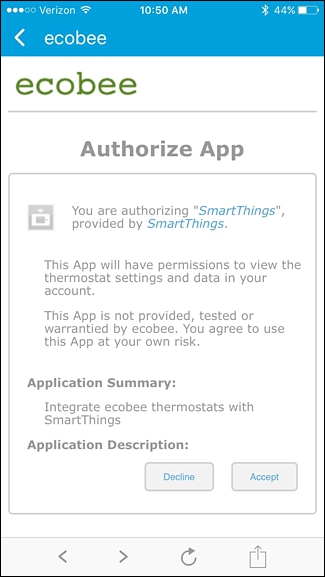 Verizon 10:50 AM 44%
ecobee
ecobee
Authorize App
You are authorizing "SmartThings",
provided by SmartThings.
This App will have permissions to view the
thermostat settings and data in your
account.
This App is not provided, tested or
warrantied by ecobee. You agree to use
this App at your own risk.
Application Summary:
Integrate ecobee thermostats with
SmartThings
Application Description:
Decline Accept